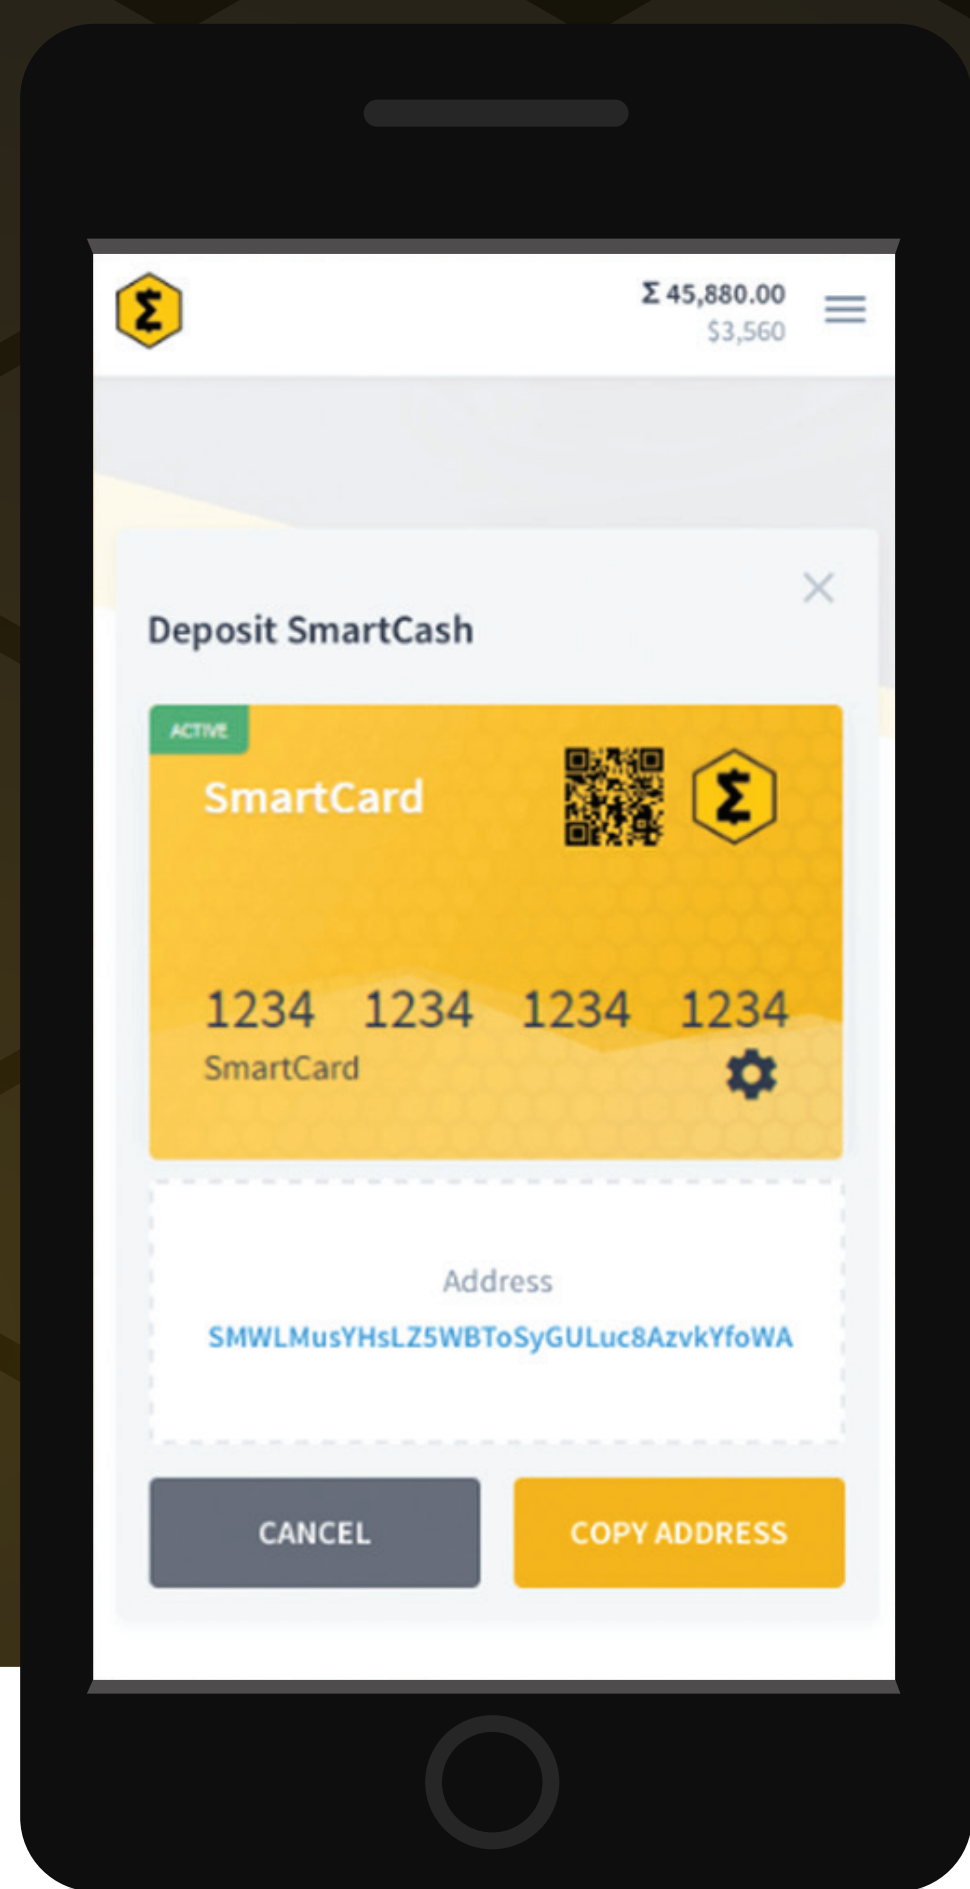 Σ 45,880.00
$3,560
Deposit SmartCash
ACTIVE
SmartCard
1234 1234 1234 1234
SmartCard
Address
SMWLMusYHsLZ5WBToSyGULuc8AzvkYfoWA
CANCEL
COPY ADDRESS